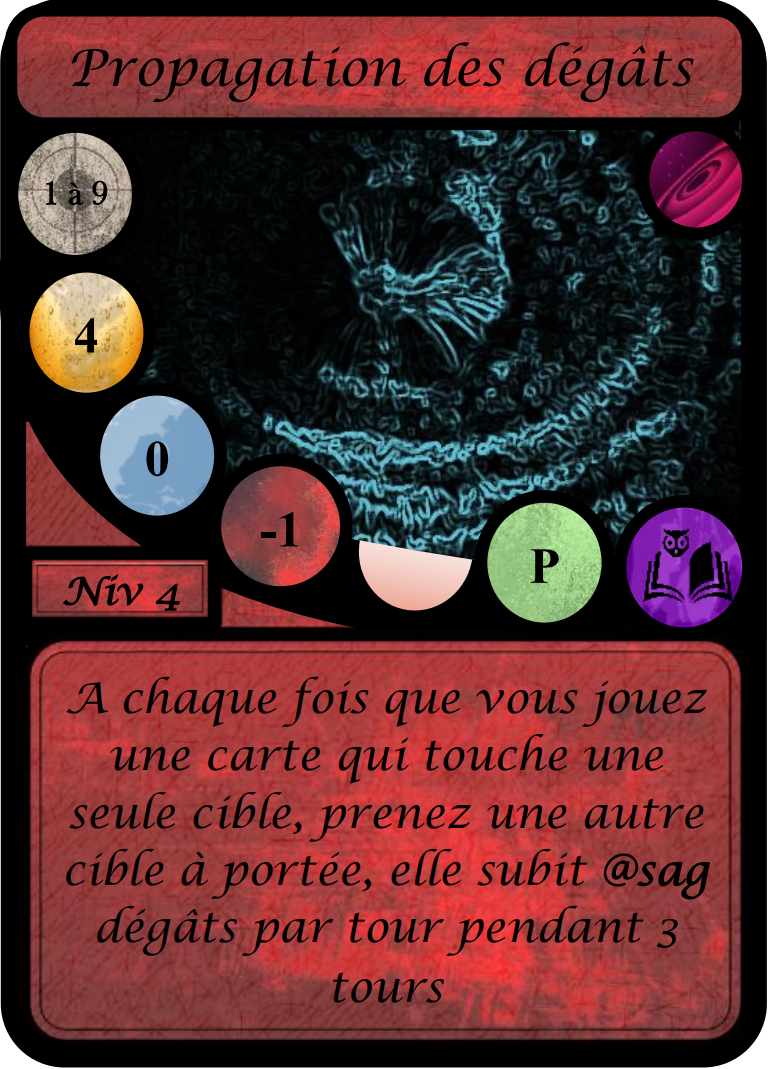 Propagation des dégâts
1 à 9
4
0
-1
P
Niv 4
A chaque fois que vous jouez
une carte qui touche une
seule cible, prenez une autre
cible à portée, elle subit @sag
dégâts par tour pendant 3
tours